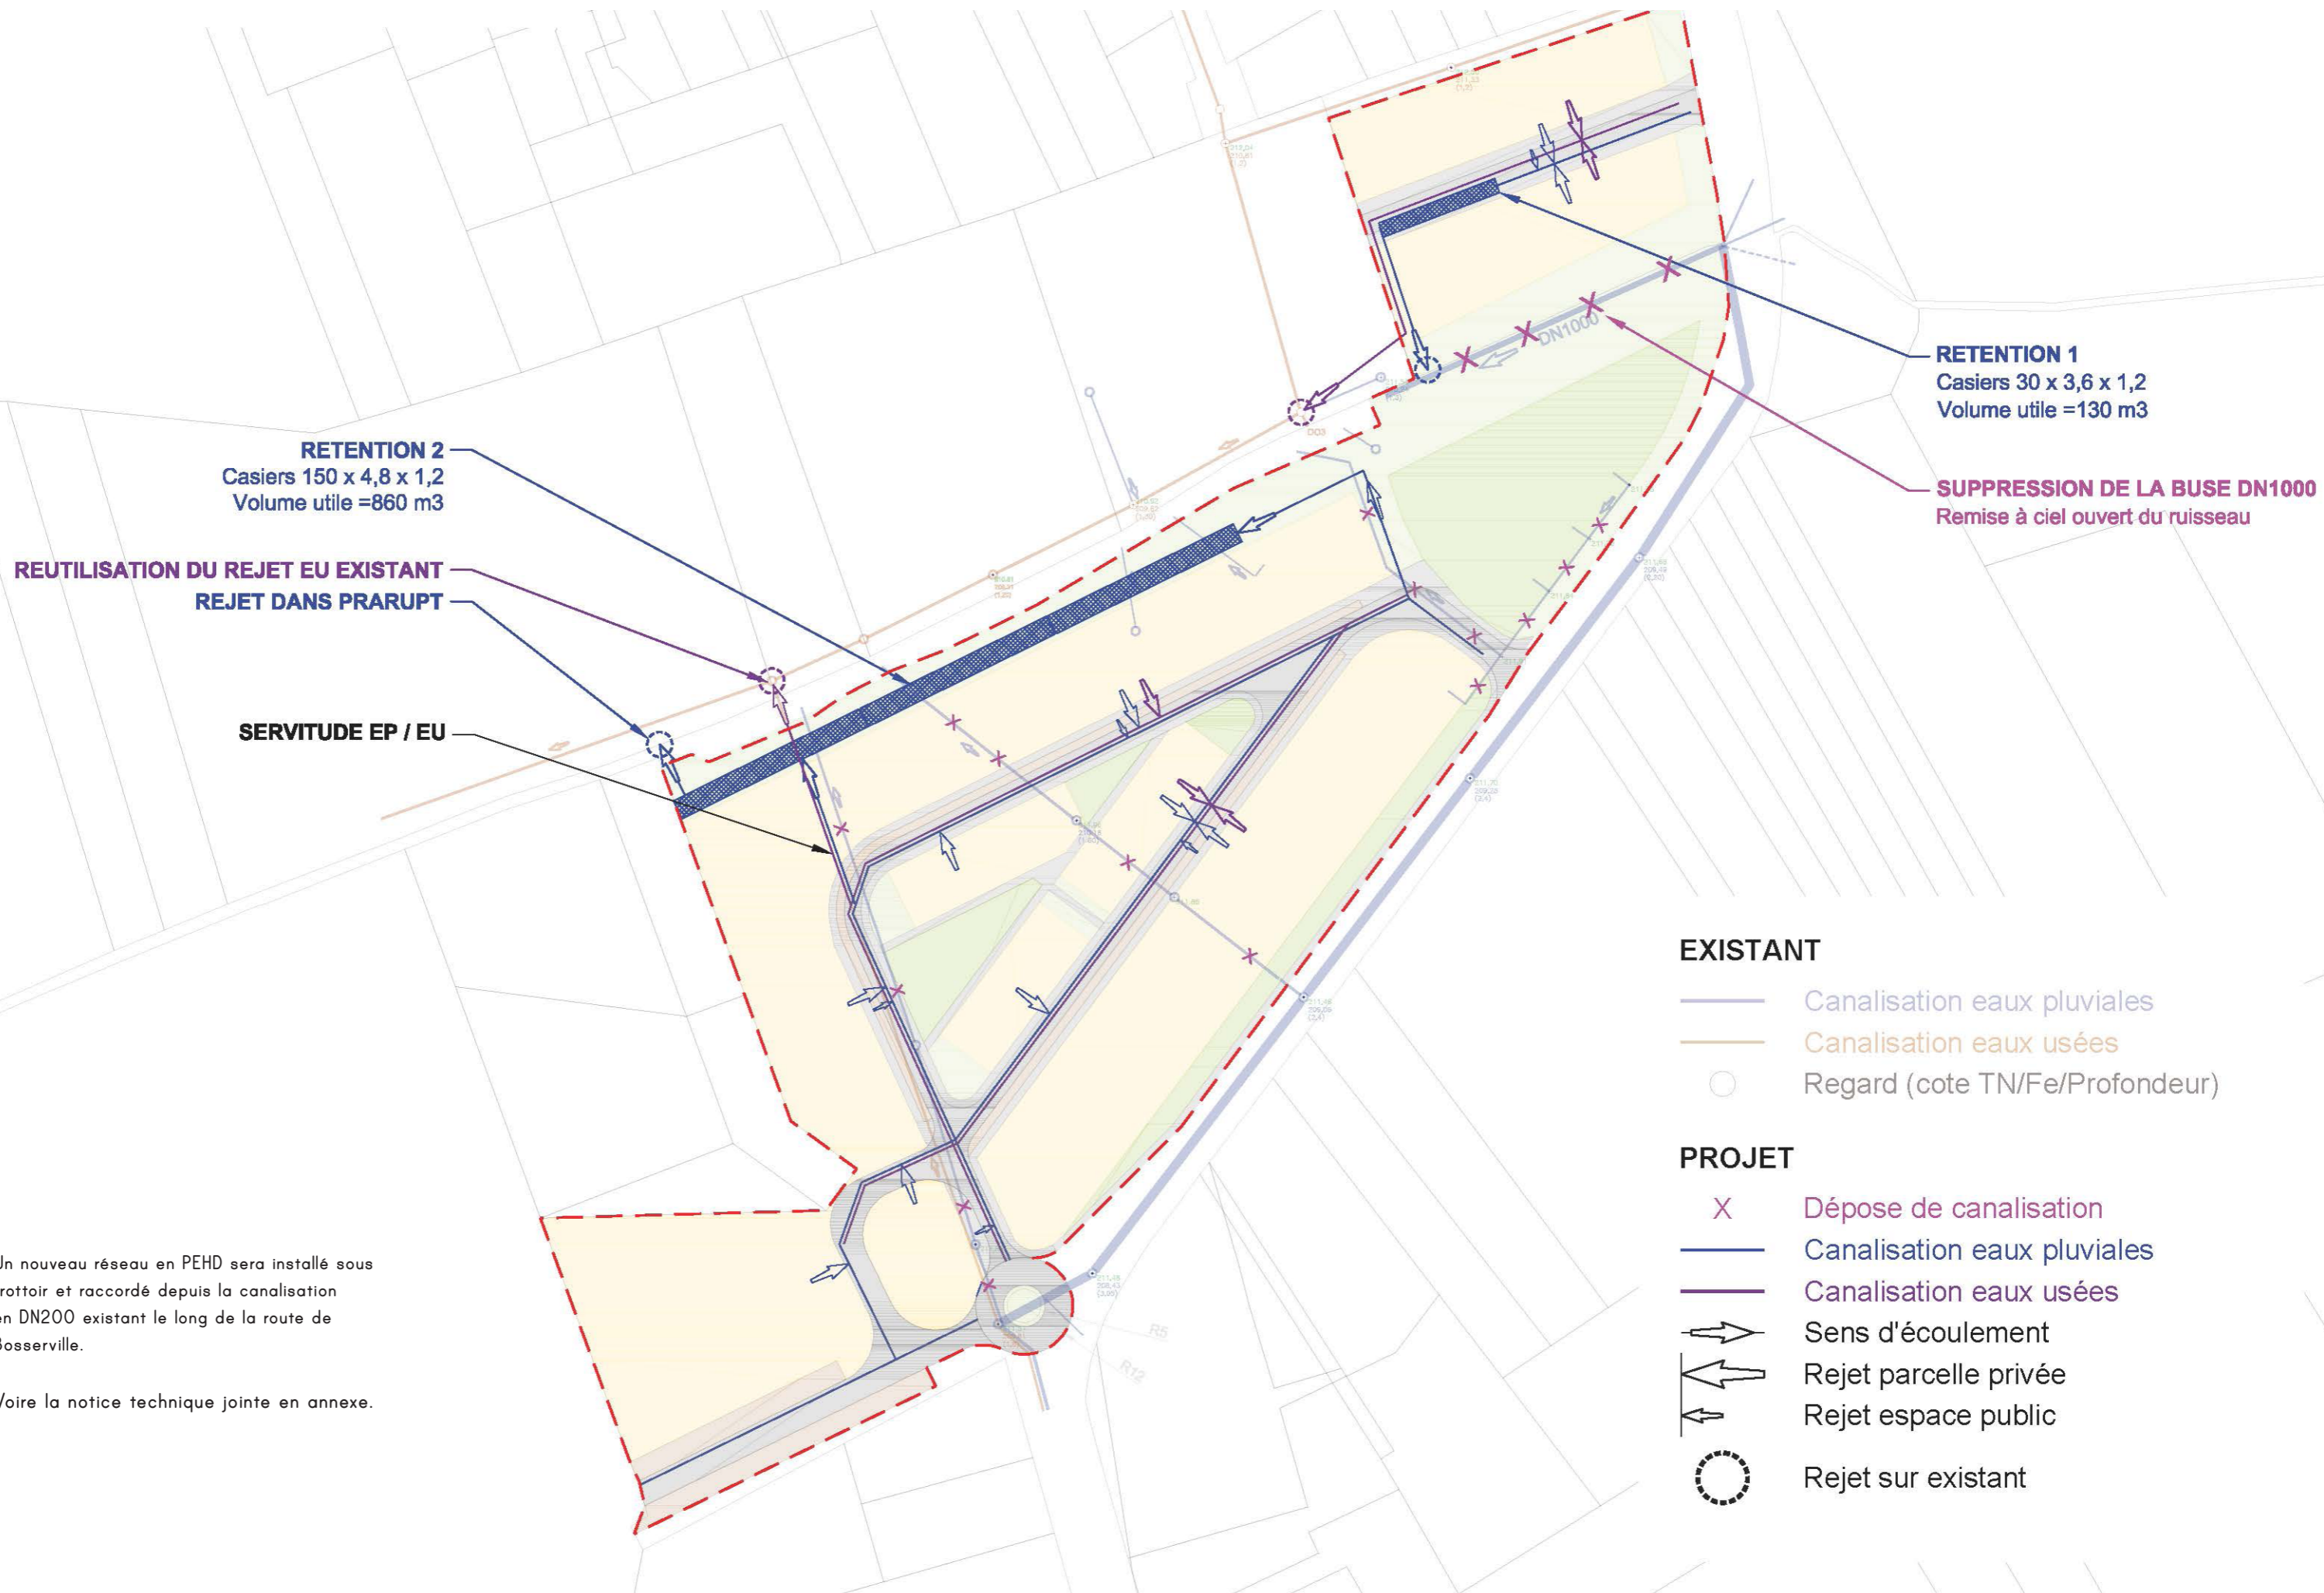 RETENTION 1
Casiers 30 x 3,6 x 1,2
Volume utile =130 m3
SUPPRESSION DE LA BUSE DN1000
Remise à ciel ouvert du ruisseau
DN1000
RETENTION 2
Casiers 150 x 4,8 x 1,2
Volume utile =860 m3
REUTILISATION DU REJET EU EXISTANT
REJET DANS PRARUPT
SERVITUDE EP / EU
R5
R12
EXISTANT
Canalisation eaux pluviales
Canalisation eaux usées
Regard (cote TN/Fe/Profondeur)
PROJET
X Dépose de canalisation
Canalisation eaux pluviales
Canalisation eaux usées
Sens d'écoulement
Rejet parcelle privée
Rejet espace public
Rejet sur existant
Un nouveau réseau en PEHD sera installé sous
trottoir et raccordé depuis la canalisation
en DN200 existant le long de la route de
Bosserville.
Voire la notice technique jointe en annexe.